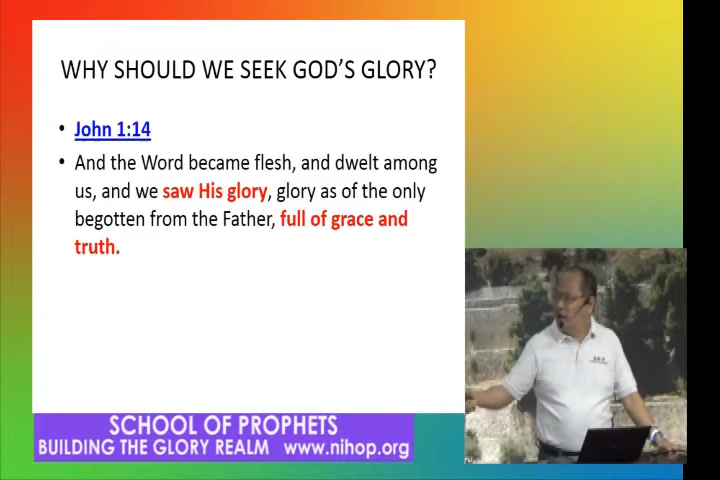 WHY SHOULD WE SEEK GOD'S GLORY?
• John 1:14
• And the Word became flesh, and dwelt among
us, and we saw His glory, glory as of the only
begotten from the Father, full of grace and
truth.
SCHOOL OF PROPHETS
BUILDING THE GLORY REALM www.nihop.org